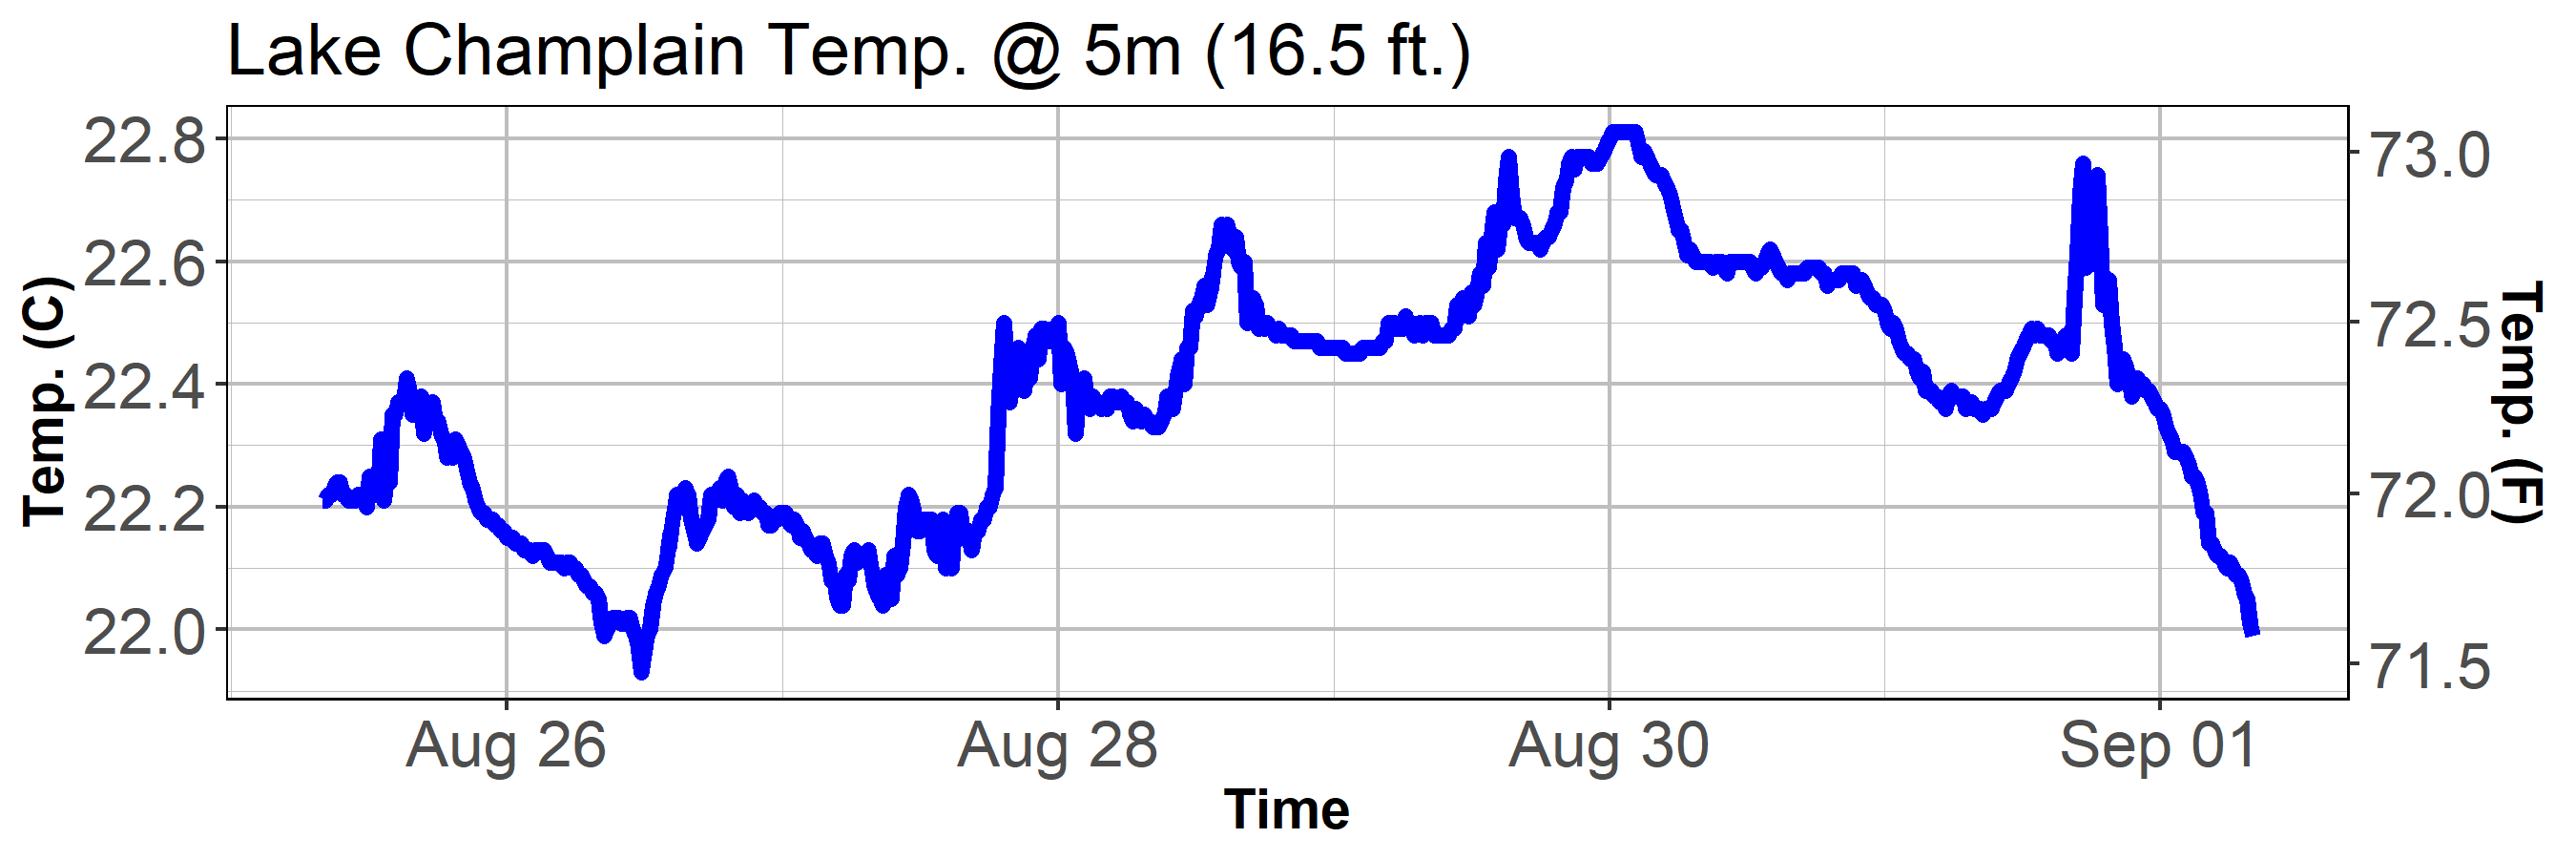 Lake Champlain Temp. @ 5m (16.5 ft.)
22.8
22.6
22.4
22.2
22.0
Temp. (C)
73.0
72.5
72.0
71.5
Temp. (F)
Aug 26
Aug 28
Aug 30
Sep 01
Time